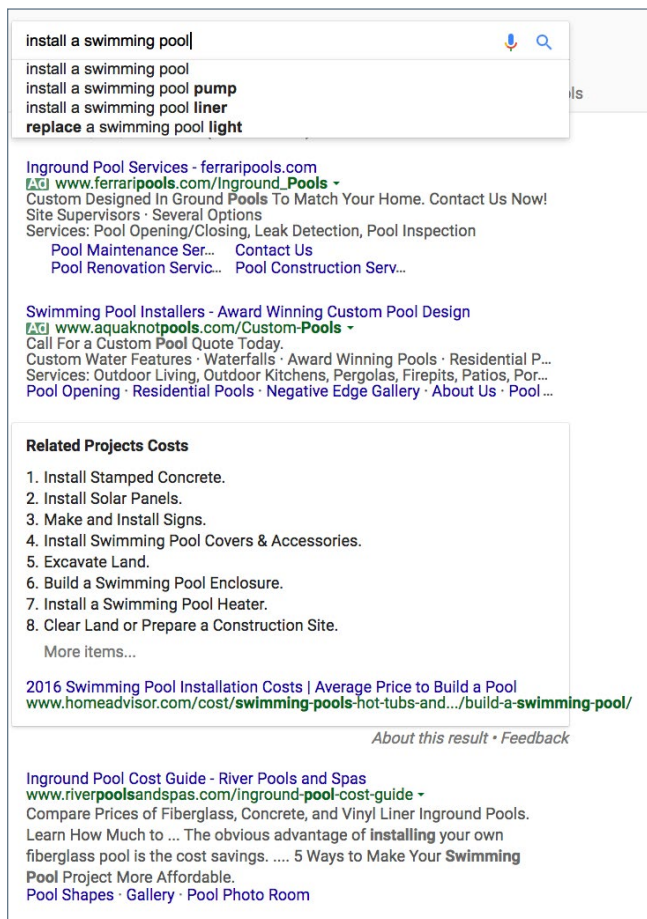 install a swimming pool
install a swimming pool
install a swimming pool pump
install a swimming pool liner
replace a swimming pool light
Inground Pool Services - ferraripools.com
Ad www.ferraripools.com/Inground_Pools
Custom Designed In Ground Pools To Match Your Home. Contact Us Now!
Site Supervisors · Several Options
Services: Pool Opening/Closing, Leak Detection, Pool Inspection
Pool Maintenance Ser... Contact Us
Pool Renovation Servic... Pool Construction Serv...
Swimming Pool Installers - Award Winning Custom Pool Design
Ad www.aquaknotpools.com/Custom-Pools
Call For a Custom Pool Quote Today.
Custom Water Features · Waterfalls · Award Winning Pools · Residential P...
Services: Outdoor Living, Outdoor Kitchens, Pergolas, Firepits, Patios, Por...
Pool Opening · Residential Pools · Negative Edge Gallery · About Us · Pool ...
Related Projects Costs
1. Install Stamped Concrete.
2. Install Solar Panels.
3. Make and Install Signs.
4. Install Swimming Pool Covers & Accessories.
5. Excavate Land.
6. Build a Swimming Pool Enclosure.
7. Install a Swimming Pool Heater.
8. Clear Land or Prepare a Construction Site.
More items...
2016 Swimming Pool Installation Costs | Average Price to Build a Pool
www.homeadvisor.com/cost/swimming-pools-hot-tubs-and.../build-a-swimming-pool/
About this result • Feedback
Inground Pool Cost Guide - River Pools and Spas
www.riverpoolsandspas.com/inground-pool-cost-guide
Compare Prices of Fiberglass, Concrete, and Vinyl Liner Inground Pools.
Learn How Much to ... The obvious advantage of installing your own
fiberglass pool is the cost savings. .... 5 Ways to Make Your Swimming
Pool Project More Affordable.
Pool Shapes · Gallery · Pool Photo Room